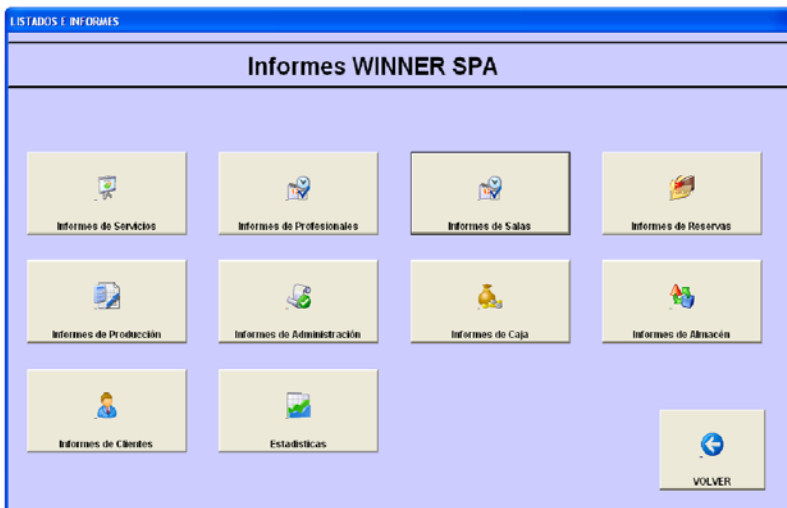 LISTADOS E INFORMES
Informes WINNER SPA
Informes de Servicios
Informes de Profesionales
Informes de Salas
Informes de Reservas
Informes de Producción
Informes de Administración
Informes de Caja
Informes de Almacén
Informes de Clientes
Estadísticas
VOLVER